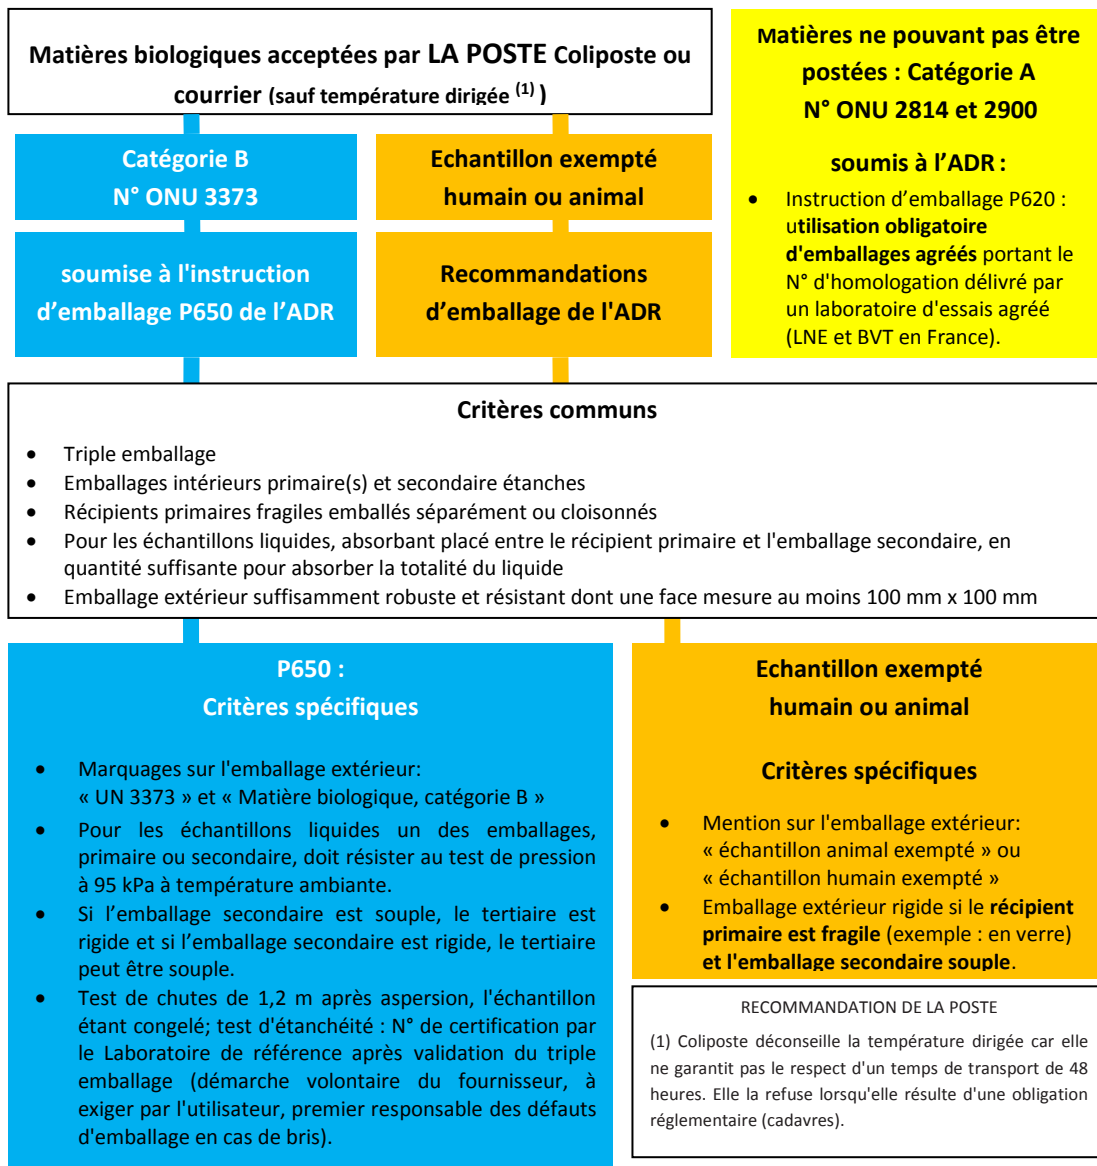 Matières biologiques acceptées par LA POSTE Coliposte ou
courrier (sauf température dirigée (1) )
Matières ne pouvant pas être
postées : Catégorie A
N° ONU 2814 et 2900
soumis à l'ADR :
• Instruction d'emballage P620 :
utilisation obligatoire
d'emballages agréés portant le
N° d'homologation délivré par
un laboratoire d'essais agréé
(LNE et BVT en France).
Catégorie B
N° ONU 3373
Echantillon exempté
humain ou animal
soumise à l'instruction
d'emballage P650 de l'ADR
Recommandations
d'emballage de l'ADR
Critères communs
• Triple emballage
• Emballages intérieurs primaire(s) et secondaire étanches
• Récipients primaires fragiles emballés séparément ou cloisonnés
• Pour les échantillons liquides, absorbant placé entre le récipient primaire et l'emballage secondaire, en
quantité suffisante pour absorber la totalité du liquide
• Emballage extérieur suffisamment robuste et résistant dont une face mesure au moins 100 mm x 100 mm
P650 :
Critères spécifiques
• Marquages sur l'emballage extérieur:
« UN 3373 » et « Matière biologique, catégorie B »
• Pour les échantillons liquides un des emballages,
primaire ou secondaire, doit résister au test de pression
à 95 kPa à température ambiante.
• Si l'emballage secondaire est souple, le tertiaire est
rigide et si l'emballage secondaire est rigide, le tertiaire
peut être souple.
• Test de chutes de 1,2 m après aspersion, l'échantillon
étant congelé; test d'étanchéité : N° de certification par
le Laboratoire de référence après validation du triple
emballage (démarche volontaire du fournisseur, à
exiger par l'utilisateur, premier responsable des défauts
d'emballage en cas de bris).
Echantillon exempté
humain ou animal
Critères spécifiques
• Mention sur l'emballage extérieur:
« échantillon animal exempté » ou
« échantillon humain exempté »
• Emballage extérieur rigide si le récipient
primaire est fragile (exemple : en verre)
et l'emballage secondaire souple.
RECOMMANDATION DE LA POSTE
(1) Coliposte déconseille la température dirigée car elle
ne garantit pas le respect d'un temps de transport de 48
heures. Elle la refuse lorsqu'elle résulte d'une obligation
réglementaire (cadavres).